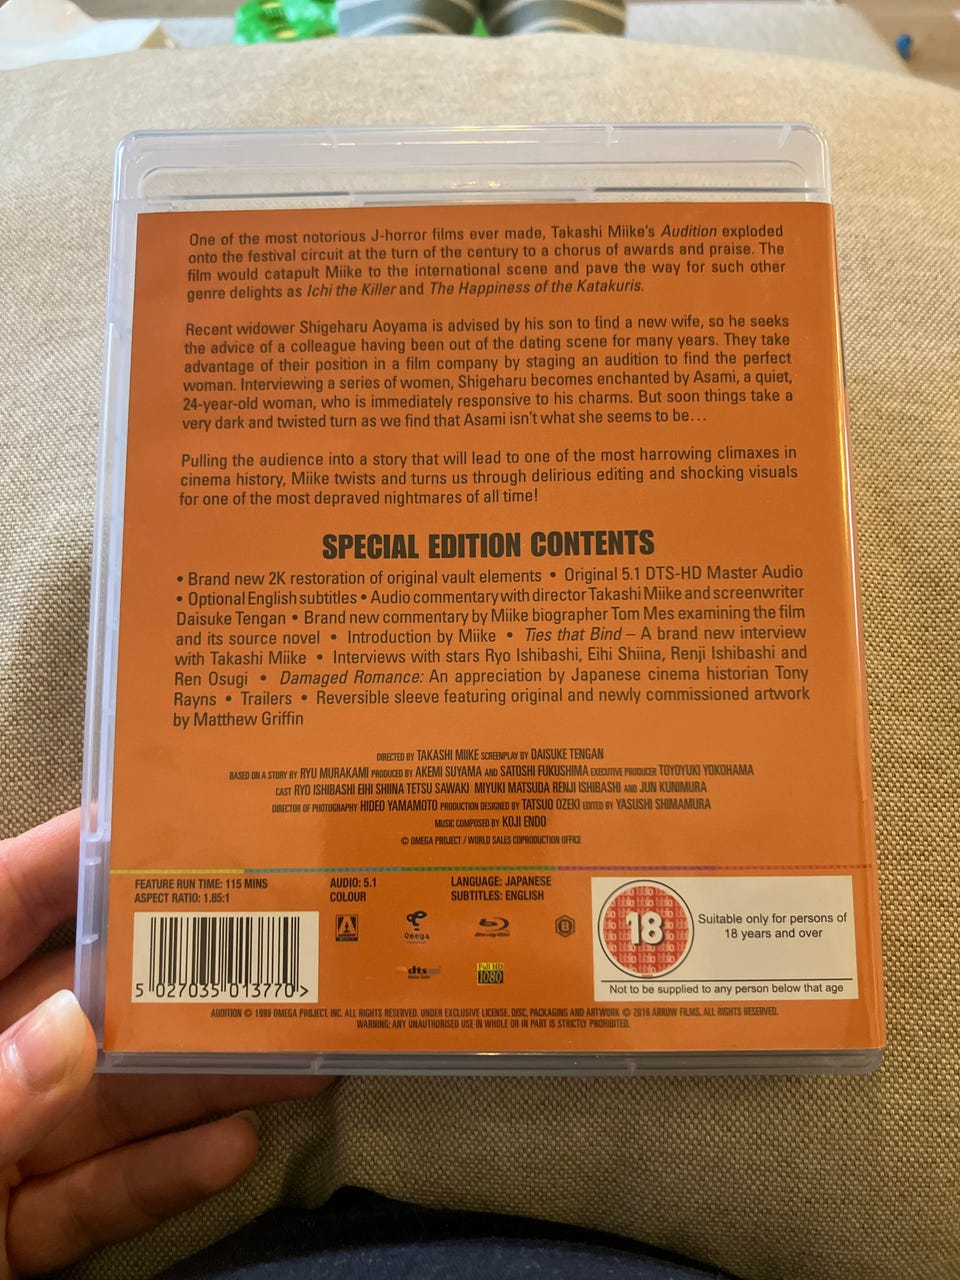 One of the most notorious J-horror films ever made, Takashi Miike's Audition exploded
onto the festival circuit at the turn of the century to a chorus of awards and praise. The
film would catapult Miike to the international scene and pave the way for such other
genre delights as Ichi the Killer and The Happiness of the Katakuris.
Recent widower Shigeharu Aoyama is advised by his son to find a new wife, so he seeks
the advice of a colleague having been out of the dating scene for many years. They take
advantage of their position in a film company by staging an audition to find the perfect
woman. Interviewing a series of women, Shigeharu becomes enchanted by Asami, a quiet,
24-year-old woman, who is immediately responsive to his charms. But soon things take a
very dark and twisted turn as we find that Asami isn't what she seems to be...
Pulling the audience into a story that will lead to one of the most harrowing climaxes in
cinema history, Miike twists and turns us through delirious editing and shocking visuals
for one of the most depraved nightmares of all time!
SPECIAL EDITION CONTENTS
• Brand new 2K restoration of original vault elements • Original 5.1 DTS-HD Master Audio
• Optional English subtitles • Audio commentary with director Takashi Miike and screenwriter
Daisuke Tengan • Brand new commentary by Miike biographer Tom Mes examining the film
and its source novel • Introduction by Miike • Ties that Bind – A brand new interview
with Takashi Miike • Interviews with stars Ryo Ishibashi, Eihi Shiina, Renji Ishibashi and
Ren Osugi • Damaged Romance: An appreciation by Japanese cinema historian Tony
Rayns • Trailers • Reversible sleeve featuring original and newly commissioned artwork
by Matthew Griffin
DIRECTED BY TAKASHI MIIKE SCREENPLAY BY DAISUKE TENGAN
BASED ON A STORY BY RYU MURAKAMI PRODUCED BY AKEMI SUYAMA AND SATOSHI FUKUSHIMA EXECUTIVE PRODUCER TOYOYUKI YOKOHAMA
CAST RYO ISHIBASHI EIHI SHIINA TETSU SAWAKI MIYUKI MATSUDA RENJI ISHIBASHI AND JUN KUNIMURA
DIRECTOR OF PHOTOGRAPHY HIDEO YAMAMOTO PRODUCTION DESIGNED BY TATSUO OZEKI EDITED BY YASUSHI SHIMAMURA
MUSIC COMPOSED BY KOJI ENDO
© OMEGA PROJECT / WORLD SALES COPRODUCTION OFFICE
FEATURE RUN TIME: 115 MINS
ASPECT RATIO: 1.85:1
AUDIO: 5.1
COLOUR
LANGUAGE: JAPANESE
SUBTITLES: ENGLISH
5 027035 013770 >
ARROW
Omega
Blu-ray Disc
B
dts HD
Full HD
1080
bbfc
18
Suitable only for persons of
18 years and over
Not to be supplied to any person below that age
AUDITION © 1999 OMEGA PROJECT, INC. ALL RIGHTS RESERVED. UNDER EXCLUSIVE LICENSE. DISC, PACKAGING AND ARTWORK © 2016 ARROW FILMS. ALL RIGHTS RESERVED.
WARNING: ANY UNAUTHORISED USE IN WHOLE OR IN PART IS STRICTLY PROHIBITED.